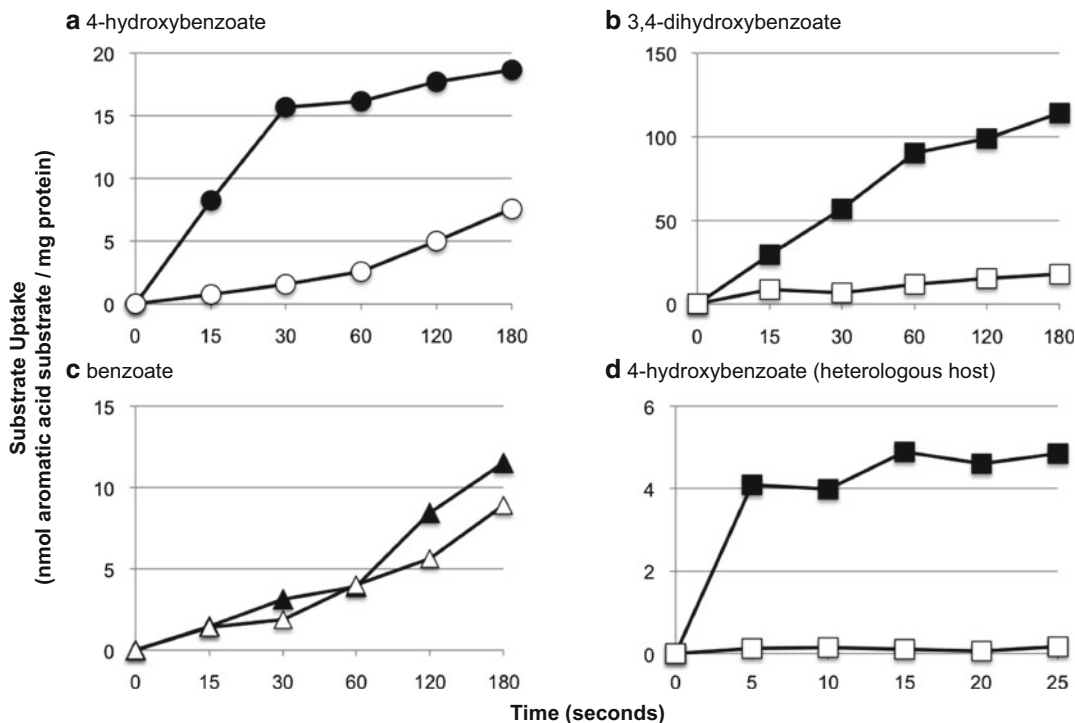 a 4-hydroxybenzoate
20
15
10
5
0
0 15 30 60 120 180
b 3,4-dihydroxybenzoate
150
100
50
0
0 15 30 60 120 180
c benzoate
15
10
5
0
0 15 30 60 120 180
d 4-hydroxybenzoate (heterologous host)
6
4
2
0
0 5 10 15 20 25
Substrate Uptake
(nmol aromatic acid substrate / mg protein)
Time (seconds)